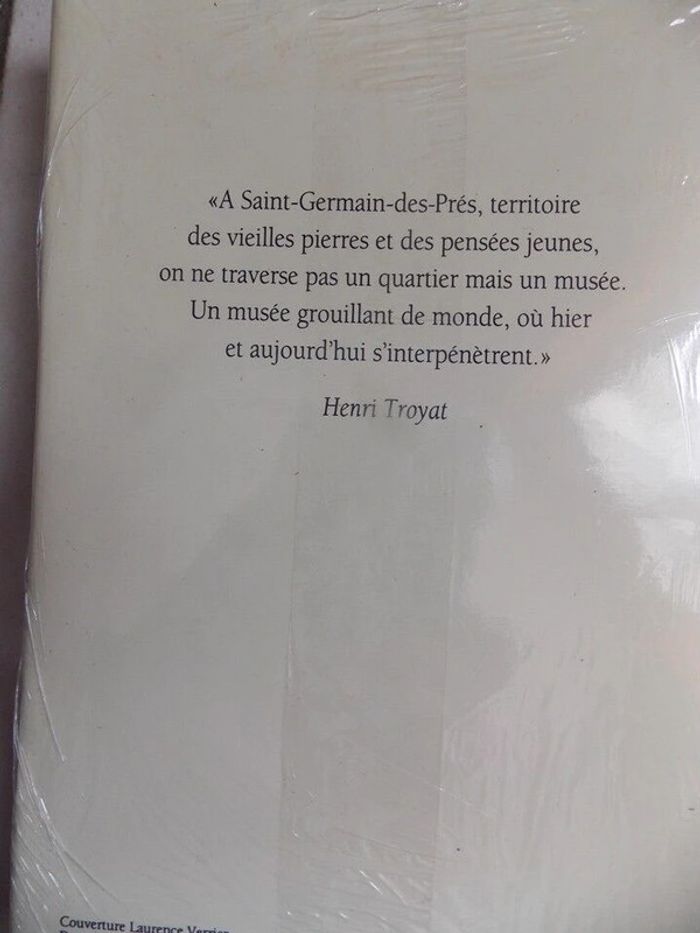 «A Saint-Germain-des-Prés, territoire
des vieilles pierres et des pensées jeunes,
on ne traverse pas un quartier mais un musée.
Un musée grouillant de monde, où hier
et aujourd'hui s'interpénètrent.»
Henri Troyat
Couverture Laurence